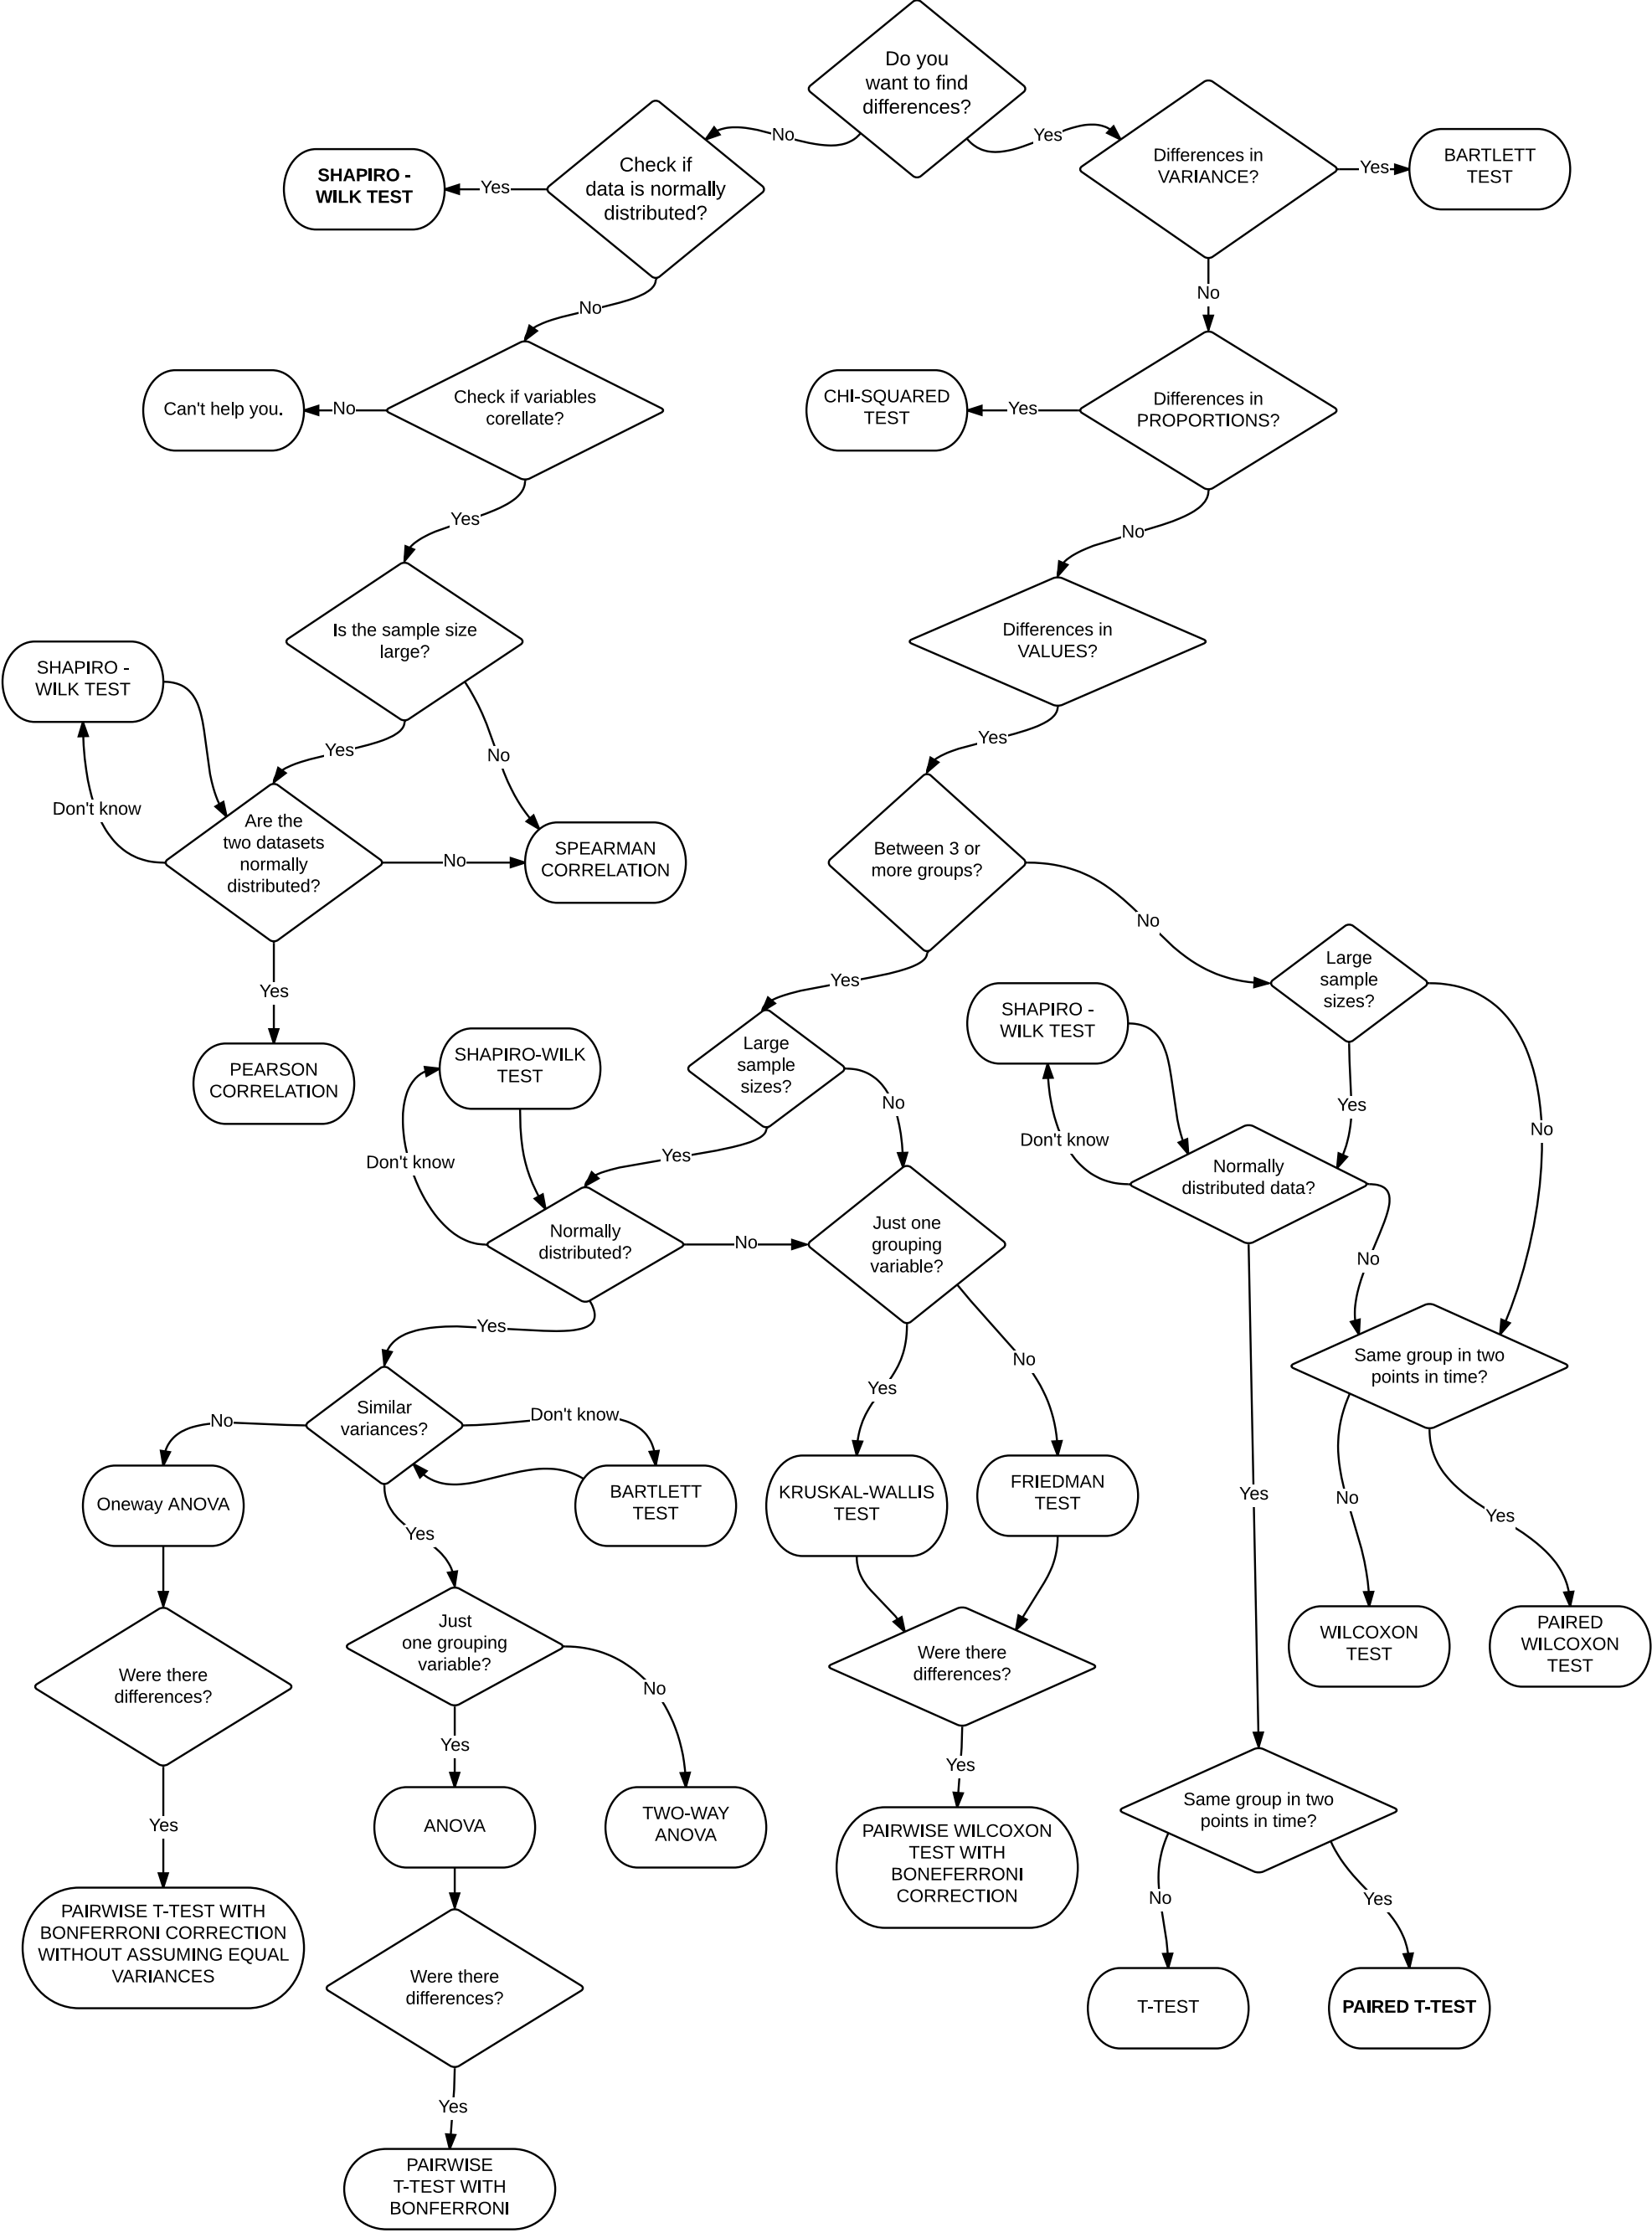 Do you
want to find
differences?
No
Yes
Check if
data is normally
distributed?
Yes
SHAPIRO -
WILK TEST
Differences in
VARIANCE?
Yes
BARTLETT
TEST
No
No
Check if variables
corellate?
No
Can't help you.
Differences in
PROPORTIONS?
Yes
CHI-SQUARED
TEST
Yes
No
Is the sample size
large?
Differences in
VALUES?
SHAPIRO -
WILK TEST
Yes
No
Yes
Don't know
Are the
two datasets
normally
distributed?
No
SPEARMAN
CORRELATION
Between 3 or
more groups?
No
Yes
Yes
PEARSON
CORRELATION
Large
sample
sizes?
SHAPIRO -
WILK TEST
Large
sample
sizes?
SHAPIRO-WILK
TEST
No
Yes
No
Don't know
Don't know
Yes
Normally
distributed data?
Normally
distributed?
No
Just one
grouping
variable?
No
Yes
No
Yes
Same group in two
points in time?
Similar
variances?
No
Don't know
Oneway ANOVA
BARTLETT
TEST
KRUSKAL-WALLIS
TEST
FRIEDMAN
TEST
Yes
No
Yes
Yes
Just
one grouping
variable?
No
Were there
differences?
Were there
differences?
WILCOXON
TEST
PAIRED
WILCOXON
TEST
Yes
Yes
Yes
ANOVA
TWO-WAY
ANOVA
PAIRWISE WILCOXON
TEST WITH
BONEFERRONI
CORRECTION
Same group in two
points in time?
No
Yes
PAIRWISE T-TEST WITH
BONFERRONI CORRECTION
WITHOUT ASSUMING EQUAL
VARIANCES
Were there
differences?
T-TEST
PAIRED T-TEST
Yes
PAIRWISE
T-TEST WITH
BONFERRONI